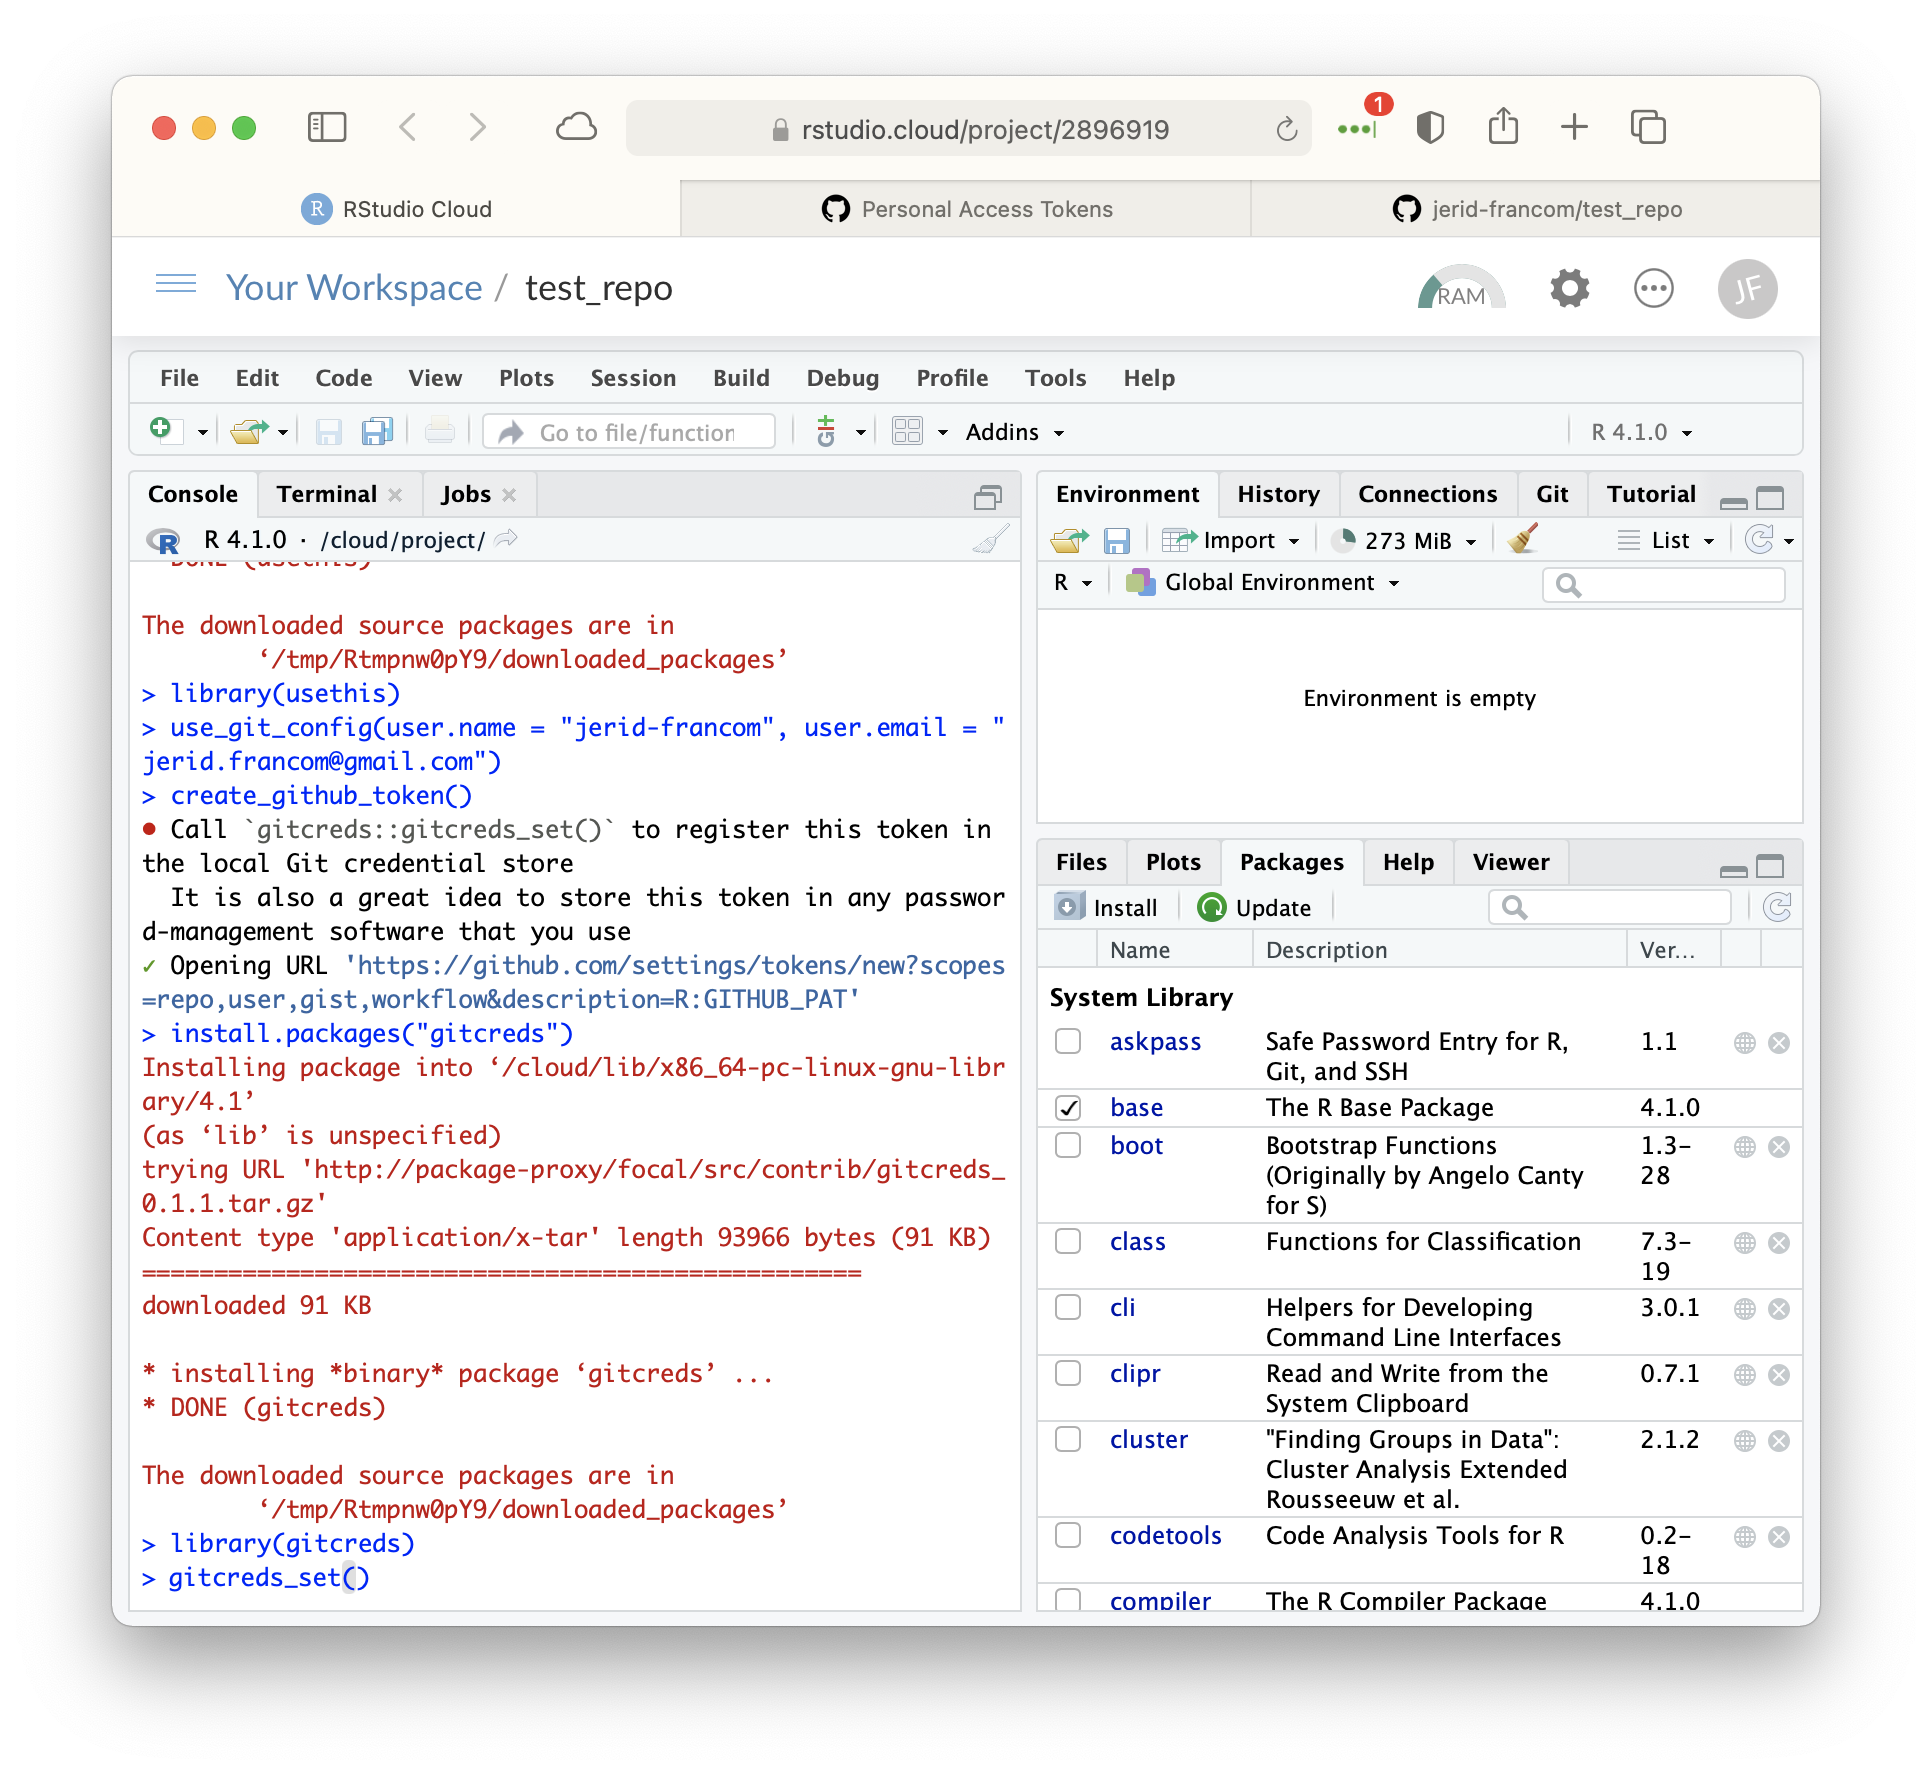 1
rstudio.cloud/project/2896919
R RStudio Cloud
Personal Access Tokens
jerid-francom/test_repo
Your Workspace / test_repo
RAM
JF
File Edit Code View Plots Session Build Debug Profile Tools Help
Go to file/function
Addins
R 4.1.0
Console Terminal Jobs
R 4.1.0 · /cloud/project/
* DONE (usethis)

The downloaded source packages are in
‘/tmp/Rtmpnw0pY9/downloaded_packages’
> library(usethis)
> use_git_config(user.name = "jerid-francom", user.email = "
jerid.francom@gmail.com")
> create_github_token()
● Call `gitcreds::gitcreds_set()` to register this token in
the local Git credential store
It is also a great idea to store this token in any passwor
d-management software that you use
✓ Opening URL 'https://github.com/settings/tokens/new?scopes
=repo,user,gist,workflow&description=R:GITHUB_PAT'
> install.packages("gitcreds")
Installing package into ‘/cloud/lib/x86_64-pc-linux-gnu-libr
ary/4.1’
(as ‘lib’ is unspecified)
trying URL 'http://package-proxy/focal/src/contrib/gitcreds_
0.1.1.tar.gz'
Content type 'application/x-tar' length 93966 bytes (91 KB)
==================================================
downloaded 91 KB

* installing *binary* package ‘gitcreds’ ...
* DONE (gitcreds)

The downloaded source packages are in
‘/tmp/Rtmpnw0pY9/downloaded_packages’
> library(gitcreds)
> gitcreds_set()
Environment History Connections Git Tutorial
Import 273 MiB List
R Global Environment
Environment is empty
Files Plots Packages Help Viewer
Install Update
Name Description Ver...
System Library
askpass Safe Password Entry for R, 1.1
Git, and SSH
base The R Base Package 4.1.0
boot Bootstrap Functions 1.3-
(Originally by Angelo Canty 28
for S)
class Functions for Classification 7.3-
19
cli Helpers for Developing 3.0.1
Command Line Interfaces
clipr Read and Write from the 0.7.1
System Clipboard
cluster "Finding Groups in Data": 2.1.2
Cluster Analysis Extended
Rousseeuw et al.
codetools Code Analysis Tools for R 0.2-
18
compiler The R Compiler Package 4.1.0